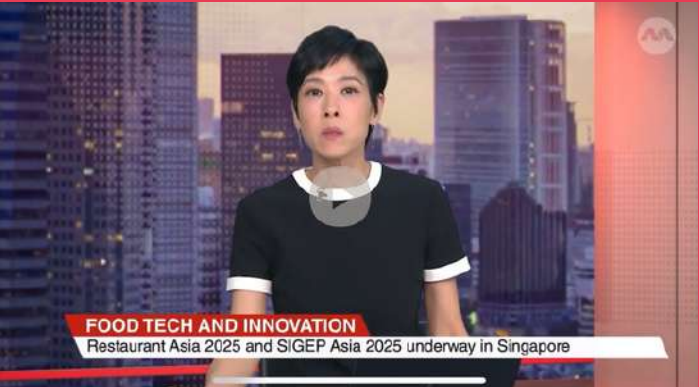 FOOD TECH AND INNOVATION
Restaurant Asia 2025 and SIGEP Asia 2025 underway in Singapore